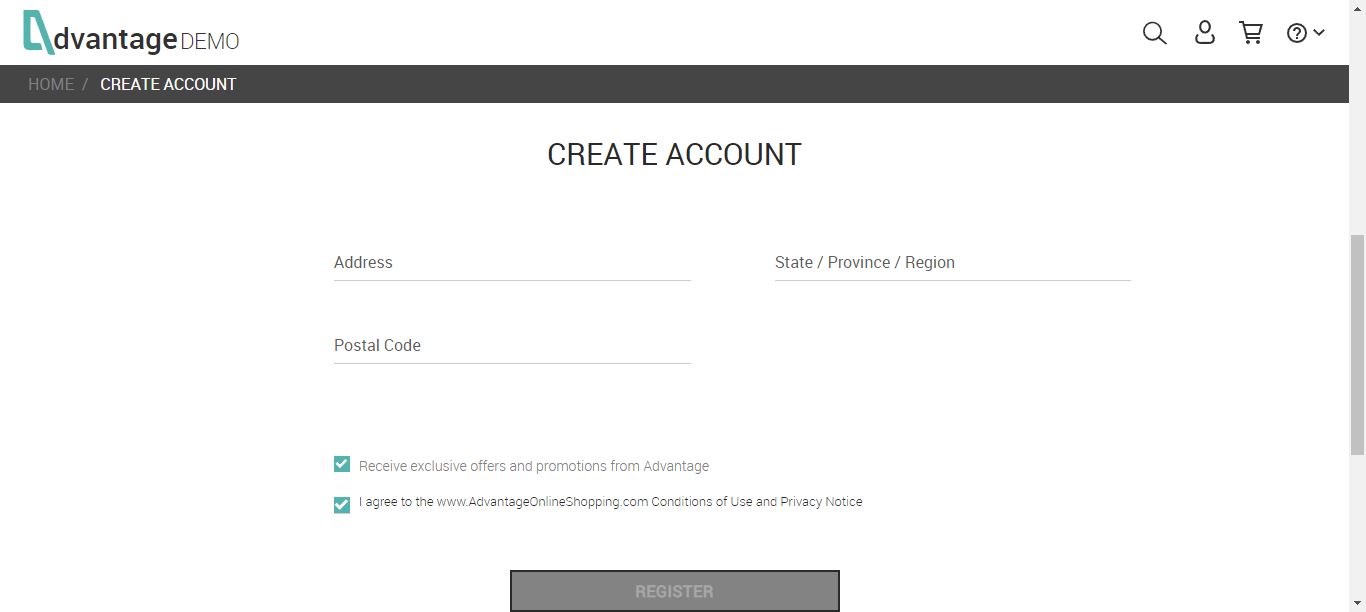 dvantage DEMO
HOME / CREATE ACCOUNT
CREATE ACCOUNT
Address
State / Province / Region
Postal Code
Receive exclusive offers and promotions from Advantage
I agree to the www.AdvantageOnlineShopping.com Conditions of Use and Privacy Notice
REGISTER